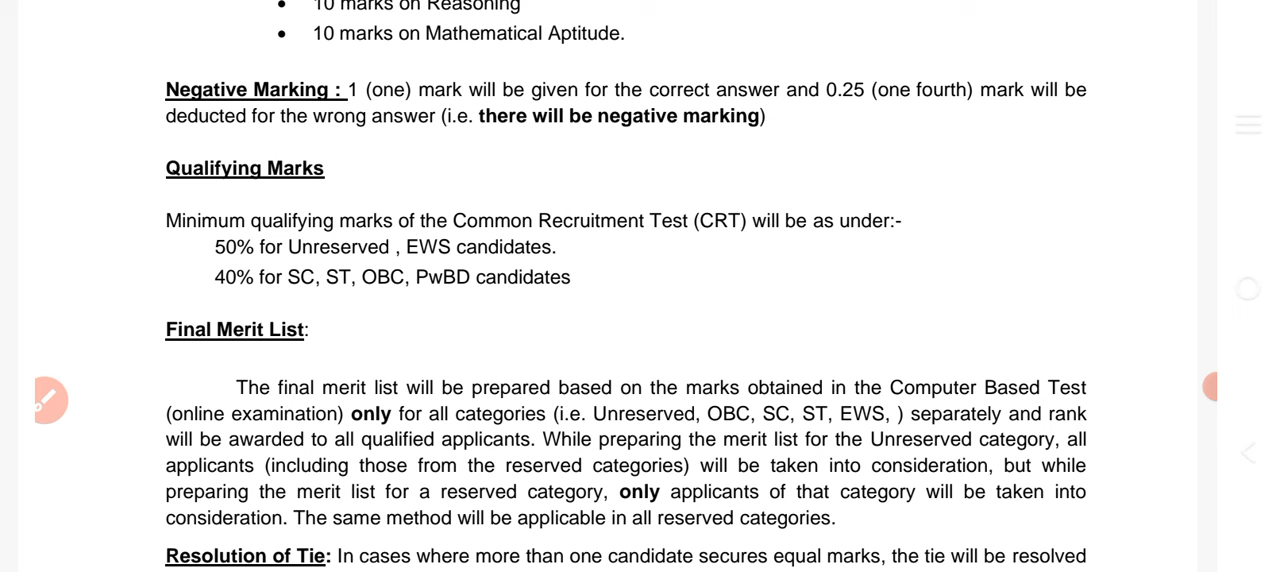 • 10 marks on Reasoning
• 10 marks on Mathematical Aptitude.
Negative Marking : 1 (one) mark will be given for the correct answer and 0.25 (one fourth) mark will be
deducted for the wrong answer (i.e. there will be negative marking)
Qualifying Marks
Minimum qualifying marks of the Common Recruitment Test (CRT) will be as under:-
50% for Unreserved , EWS candidates.
40% for SC, ST, OBC, PwBD candidates
Final Merit List:
The final merit list will be prepared based on the marks obtained in the Computer Based Test
(online examination) only for all categories (i.e. Unreserved, OBC, SC, ST, EWS, ) separately and rank
will be awarded to all qualified applicants. While preparing the merit list for the Unreserved category, all
applicants (including those from the reserved categories) will be taken into consideration, but while
preparing the merit list for a reserved category, only applicants of that category will be taken into
consideration. The same method will be applicable in all reserved categories.
Resolution of Tie: In cases where more than one candidate secures equal marks, the tie will be resolved